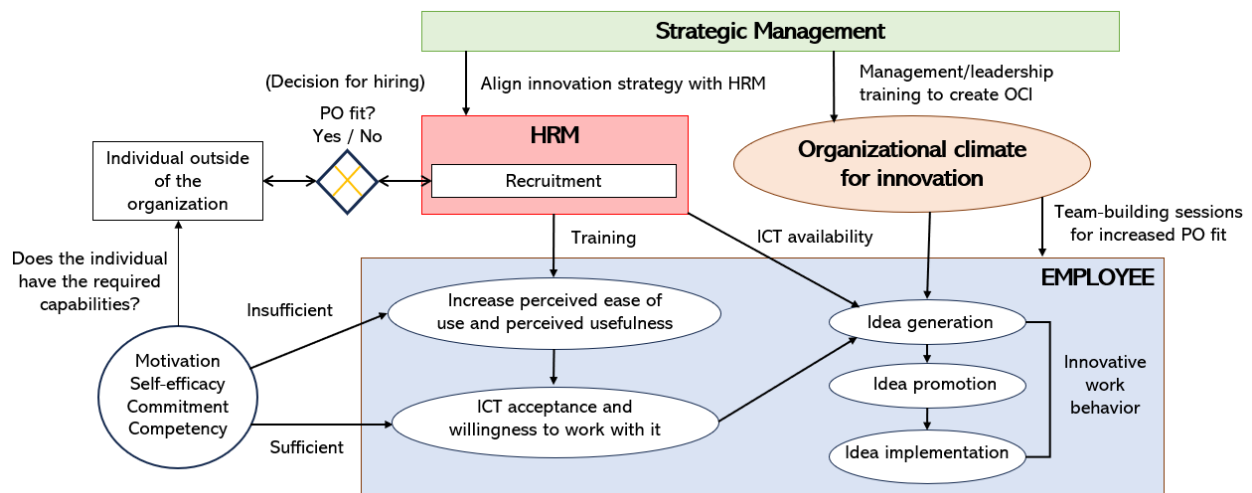 Strategic Management
(Decision for hiring)
PO fit?
Yes / No
Align innovation strategy with HRM
Management/leadership
training to create OCI
HRM
Recruitment
Individual outside
of the
organization
Organizational climate
for innovation
Training
ICT availability
Team-building sessions
for increased PO fit
Does the individual
have the required
capabilities?
EMPLOYEE
Insufficient
Increase perceived ease of
use and perceived usefulness
Idea generation
Motivation
Self-efficacy
Commitment
Competency
Idea promotion
Innovative
work
behavior
ICT acceptance and
willingness to work with it
Sufficient
Idea implementation